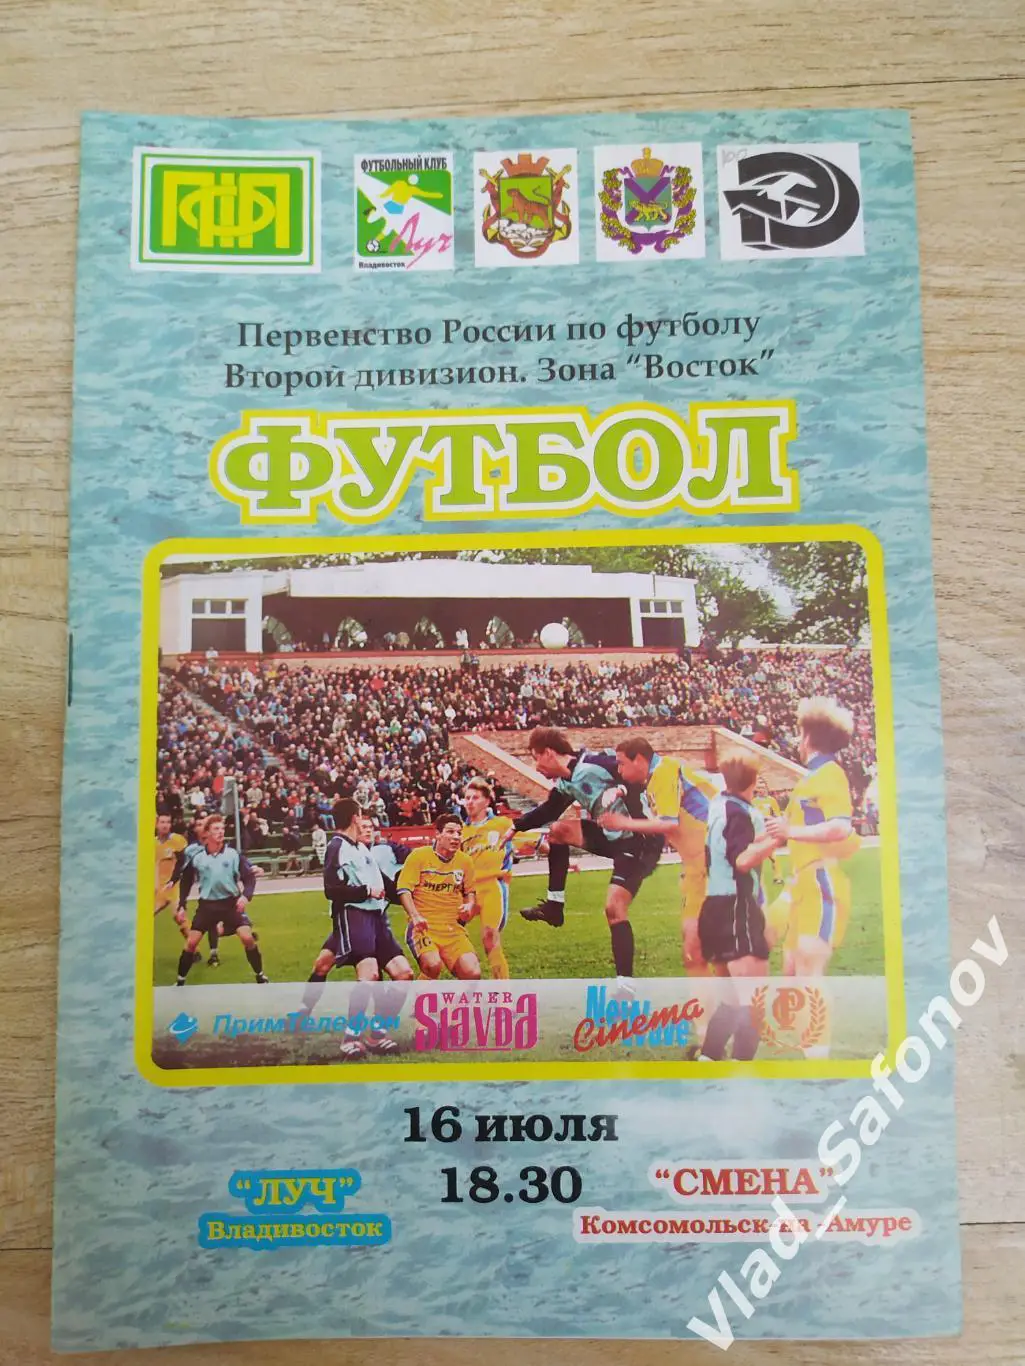 ПФЛ
ФУТБОЛЬНЫЙ КЛУБ
Луч
Владивосток
Первенство России по футболу
Второй дивизион. Зона "Восток"
ФУТБОЛ
ПримТелефон
WATER
Slavda
New Wave
Cinema
16 июля
18.30
"ЛУЧ"
Владивосток
"СМЕНА"
Комсомольск-на -Амуре
Vlad_Safonov